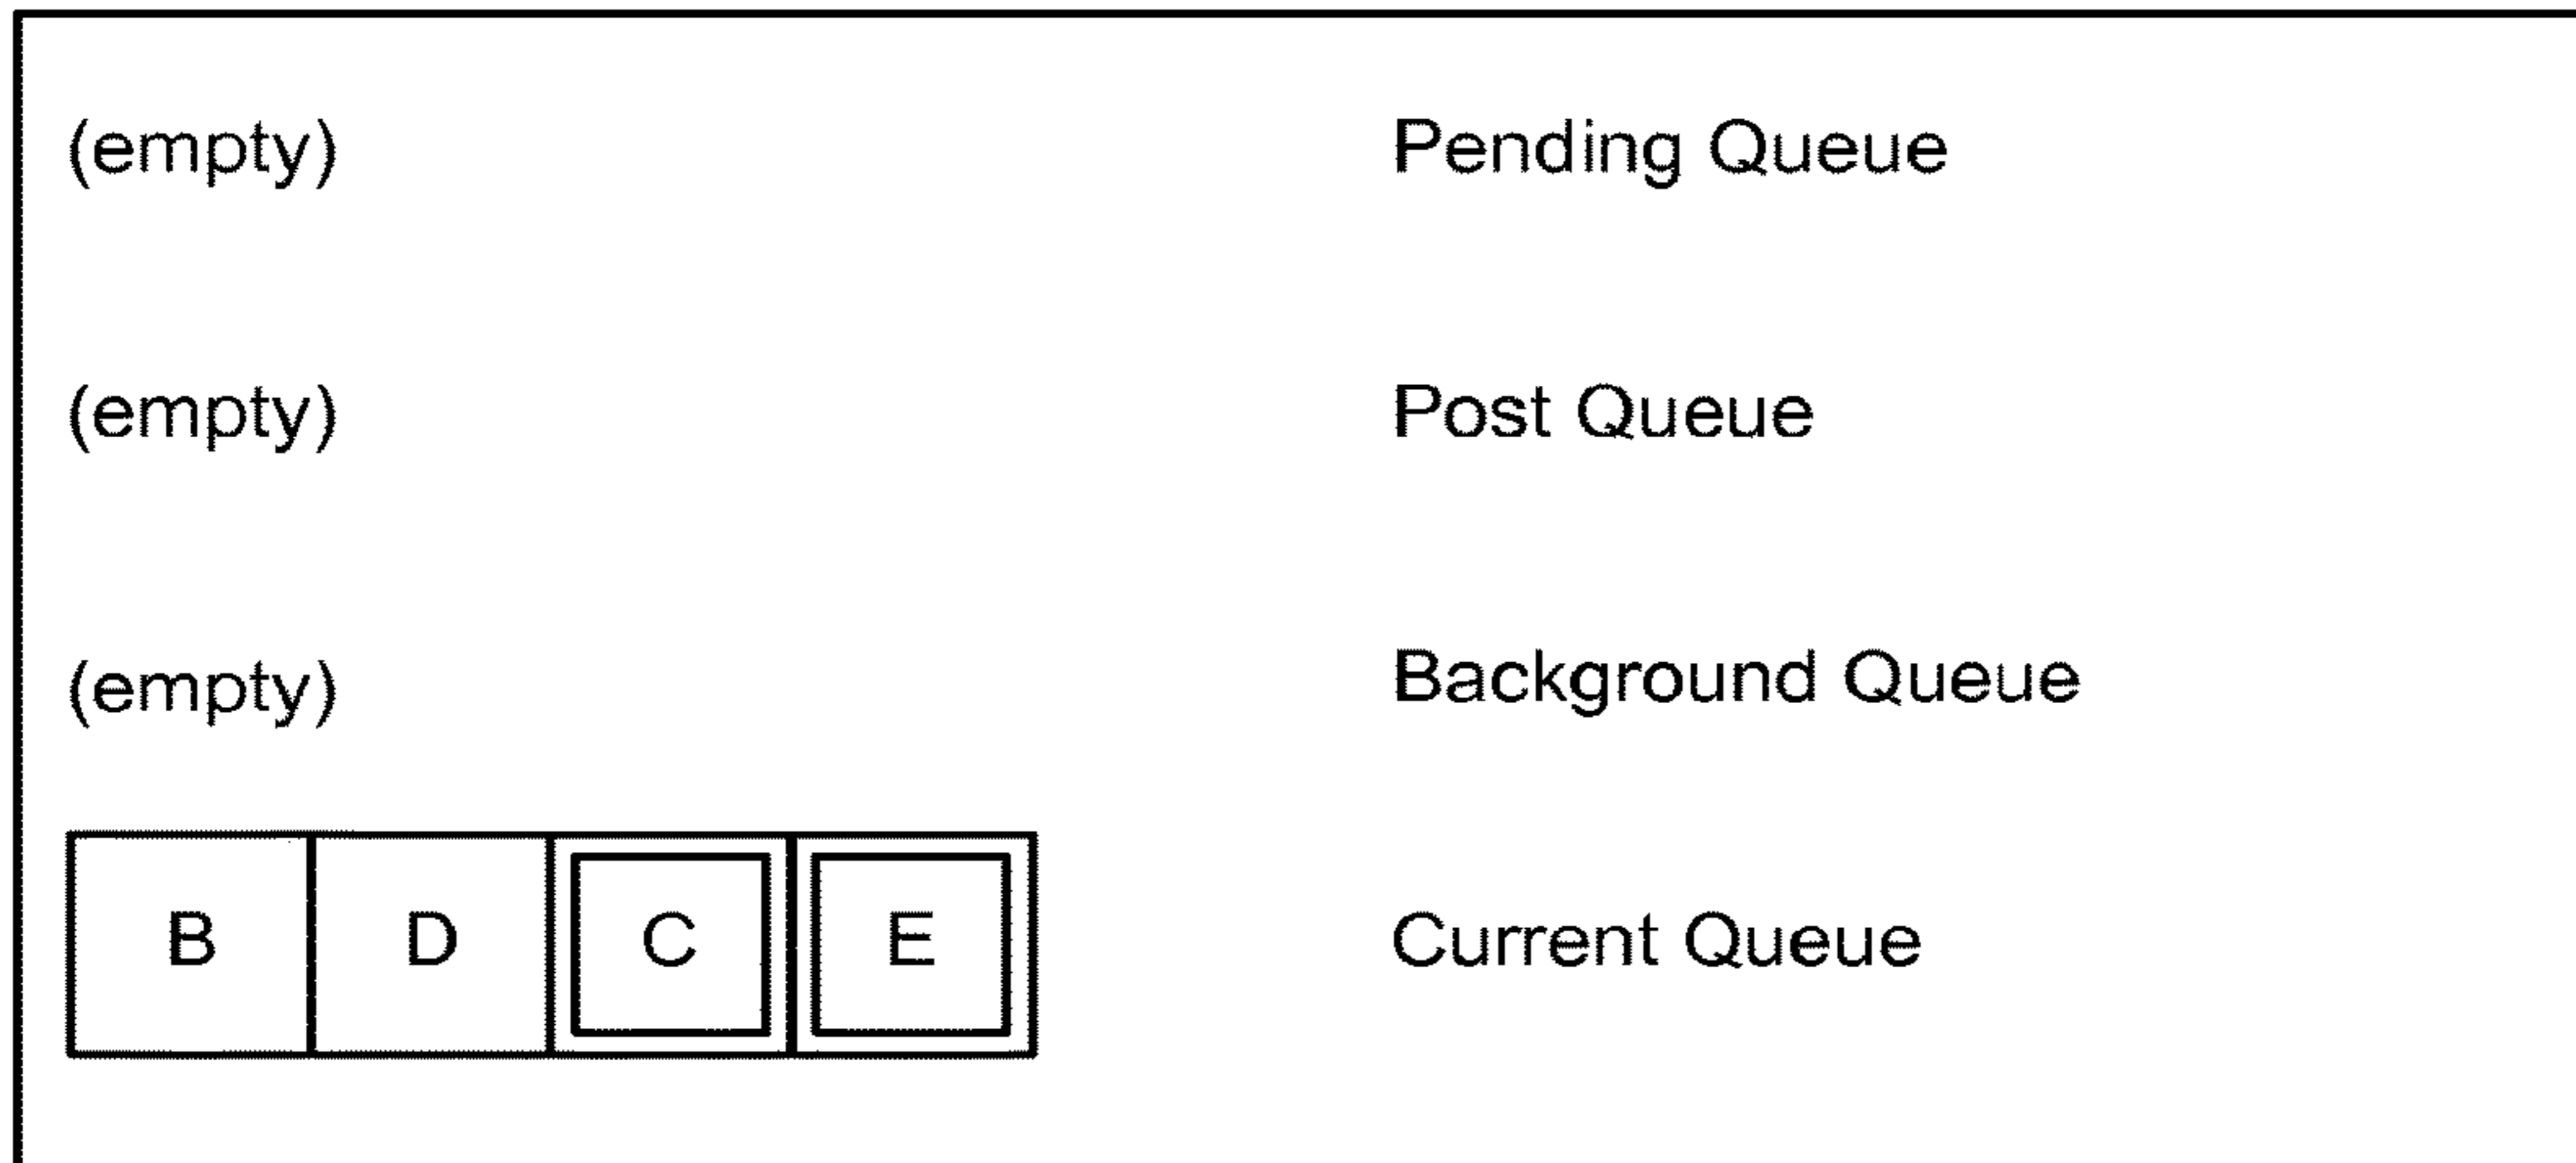 (empty) Pending Queue
(empty) Post Queue
(empty) Background Queue
B D C E Current Queue